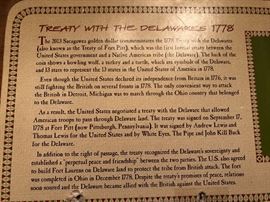 TREATY WITH THE DELAWARES 1778
The 2013 Sacagawea golden dollar commemorates the 1778 Treaty with the Delawares
(also known as the Treaty of Fort Pitt), which was the first formal treaty between the
United States government and a Native American tribe (the Delaware). The back of the
coin shows a howling wolf, a turkey and a turtle, which are symbols of the Delaware,
and 13 stars to represent the 13 states in the United States of America in 1778.
Even though the United States declared its independence from Britain in 1776, it was
still fighting the British on several fronts in 1778. The only convenient way to attack
the British in Detroit, Michigan was to march through the Ohio country that belonged
to the Delaware.
As a result, the United States negotiated a treaty with the Delaware that allowed
American troops to pass through Delaware land. The treaty was signed on September 17,
1778 at Fort Pitt (now Pittsburgh, Pennsylvania). It was signed by Andrew Lewis and
Thomas Lewis for the United States and by White Eyes, The Pipe and John Kill Buck
for the Delaware.
In addition to the right of passage, the treaty recognized Delaware's sovereignty and
established a "perpetual peace and friendship" between the two parties. The U.S. also agreed
to build Fort Laurens on Delaware land to protect the tribe from British attack. The fort
was completed in Ohio in December 1778. Despite the treaty's promises of peace, relations
soon soured and the Delaware became allied with the British against the United States.